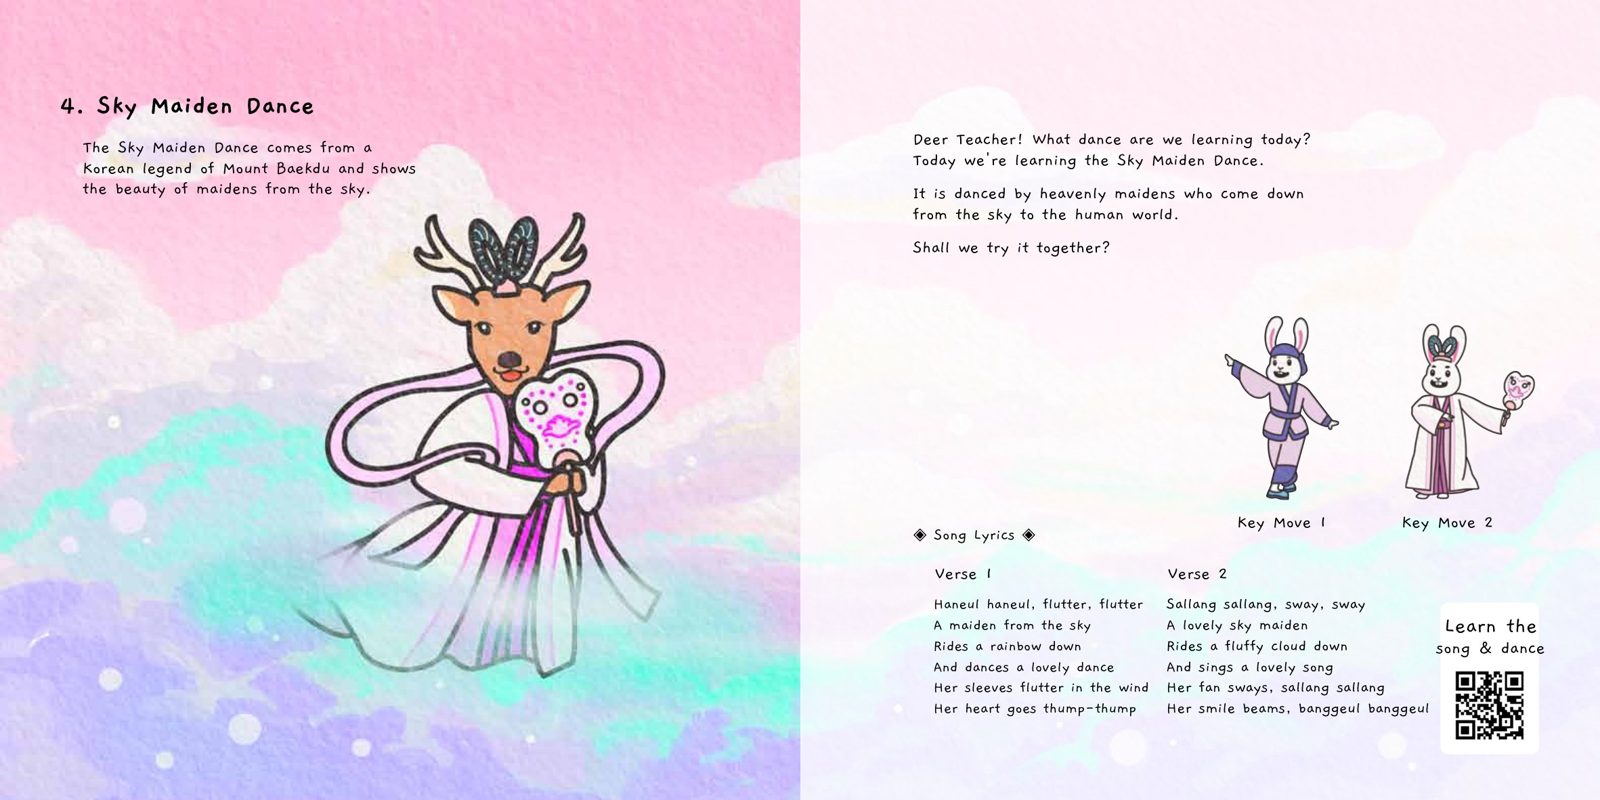 4. Sky Maiden Dance
The Sky Maiden Dance comes from a
Korean legend of Mount Baekdu and shows
the beauty of maidens from the sky.
Deer Teacher! What dance are we learning today?
Today we're learning the Sky Maiden Dance.
It is danced by heavenly maidens who come down
from the sky to the human world.
Shall we try it together?
Key Move 1
Key Move 2
◈ Song Lyrics ◈
Verse 1
Haneul haneul, flutter, flutter
A maiden from the sky
Rides a rainbow down
And dances a lovely dance
Her sleeves flutter in the wind
Her heart goes thump-thump
Verse 2
Sallang sallang, sway, sway
A lovely sky maiden
Rides a fluffy cloud down
And sings a lovely song
Her fan sways, sallang sallang
Her smile beams, banggeul banggeul
Learn the
song & dance